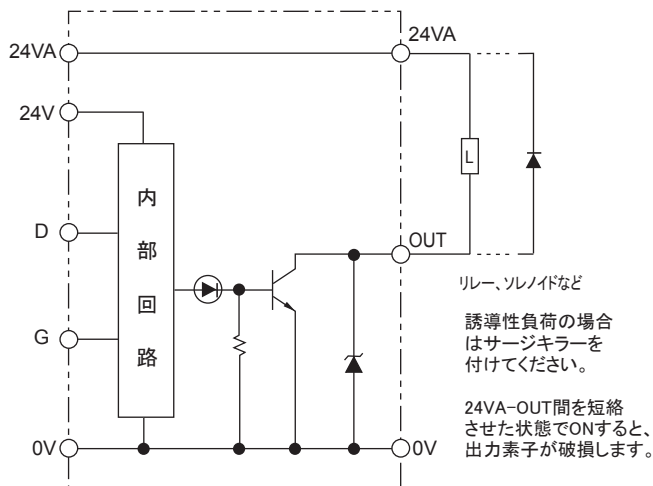 24VA
24VA
24V
内部回路
D
G
L
OUT
リレー、ソレノイドなど
誘導性負荷の場合
はサージキラーを
付けてください。
24VA-OUT間を短絡
させた状態でONすると、
出力素子が破損します。
0V
0V